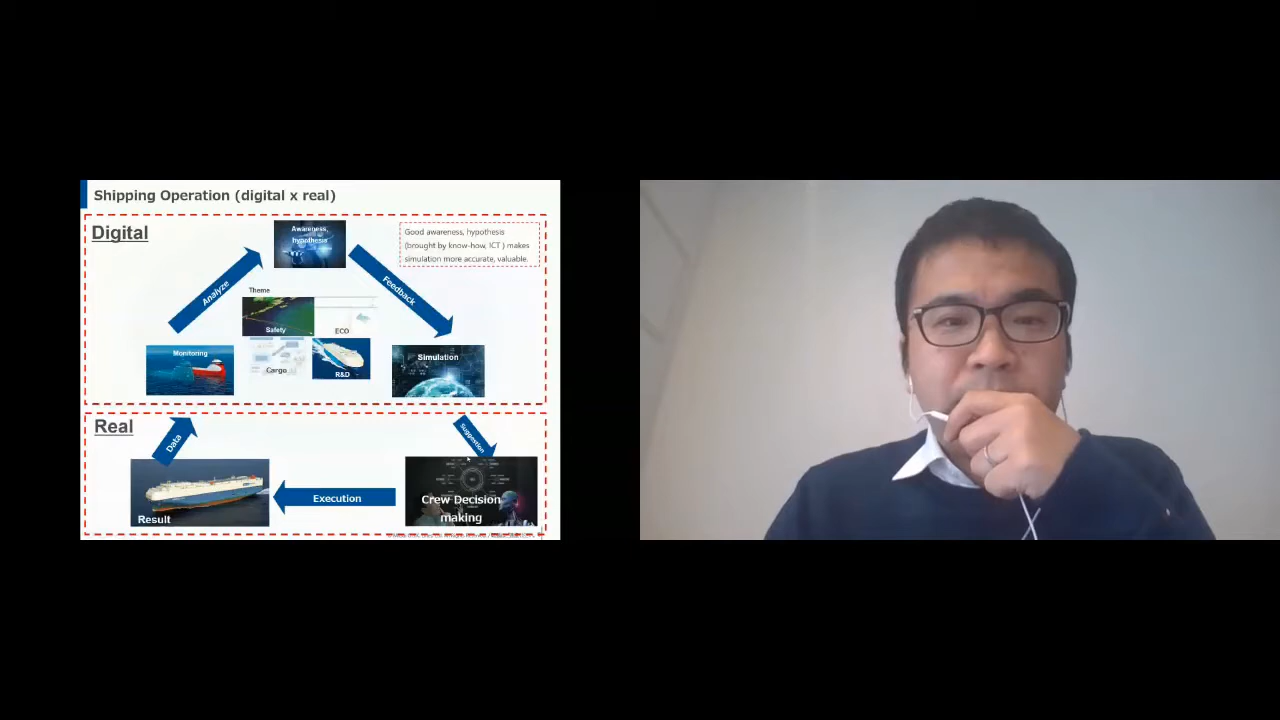 Shipping Operation (digital x real)
Digital
Awareness,
hypothesis
Good awareness, hypothesis
(brought by know-how, ICT ) makes
simulation more accurate, valuable.
Analyze
Feedback
Theme
Safety
ECO
Monitoring
Simulation
Cargo
R&D
Real
Data
Suggestion
Execution
Crew Decision
making
Result